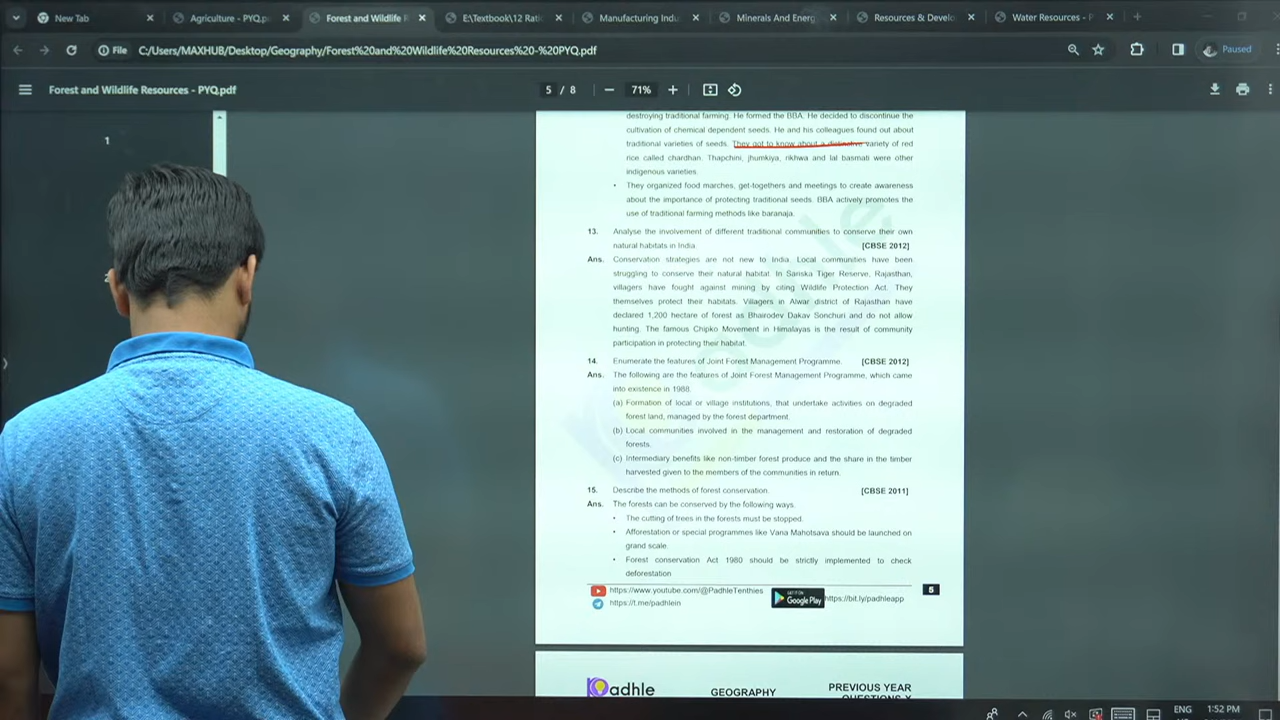 New Tab
Agriculture - PYQ.p
Forest and Wildlife R
E:\Textbook\12 Rati
Manufacturing Indu
Minerals And Energ
Resources & Develo
Water Resources - P
File
C:/Users/MAXHUB/Desktop/Geography/Forest%20and%20Wildlife%20Resources%20-%20PYQ.pdf
Paused
Forest and Wildlife Resources - PYQ.pdf
5 / 8
71%
1
destroying traditional farming. He formed the BBA. He decided to discontinue the
cultivation of chemical dependent seeds. He and his colleagues found out about
traditional varieties of seeds. They got to know about a distinctive variety of red
rice called chardhan. Thapchini, jhumkiya, rikhwa and lal basmati were other
indigenous varieties.
• They organized food marches, get-togethers and meetings to create awareness
about the importance of protecting traditional seeds. BBA actively promotes the
use of traditional farming methods like baranaja.
13. Analyse the involvement of different traditional communities to conserve their own
natural habitats in India. [CBSE 2012]
Ans. Conservation strategies are not new to India. Local communities have been
struggling to conserve their natural habitat. In Sariska Tiger Reserve, Rajasthan,
villagers have fought against mining by citing Wildlife Protection Act. They
themselves protect their habitats. Villagers in Alwar district of Rajasthan have
declared 1,200 hectare of forest as Bhairodev Dakav Sonchuri and do not allow
hunting. The famous Chipko Movement in Himalayas is the result of community
participation in protecting their habitat.
14. Enumerate the features of Joint Forest Management Programme. [CBSE 2012]
Ans. The following are the features of Joint Forest Management Programme, which came
into existence in 1988.
(a) Formation of local or village institutions, that undertake activities on degraded
forest land, managed by the forest department.
(b) Local communities involved in the management and restoration of degraded
forests.
(c) Intermediary benefits like non-timber forest produce and the share in the timber
harvested given to the members of the communities in return.
15. Describe the methods of forest conservation. [CBSE 2011]
Ans. The forests can be conserved by the following ways.
• The cutting of trees in the forests must be stopped.
• Afforestation or special programmes like Vana Mahotsava should be launched on
grand scale.
• Forest conservation Act 1980 should be strictly implemented to check
deforestation
https://www.youtube.com/@PadhleTenthies
https://t.me/padhlein
GET IT ON
Google Play
https://bit.ly/padhleapp
5
Padhle
GEOGRAPHY
PREVIOUS YEAR
QUESTIONS-X
ENG
1:52 PM